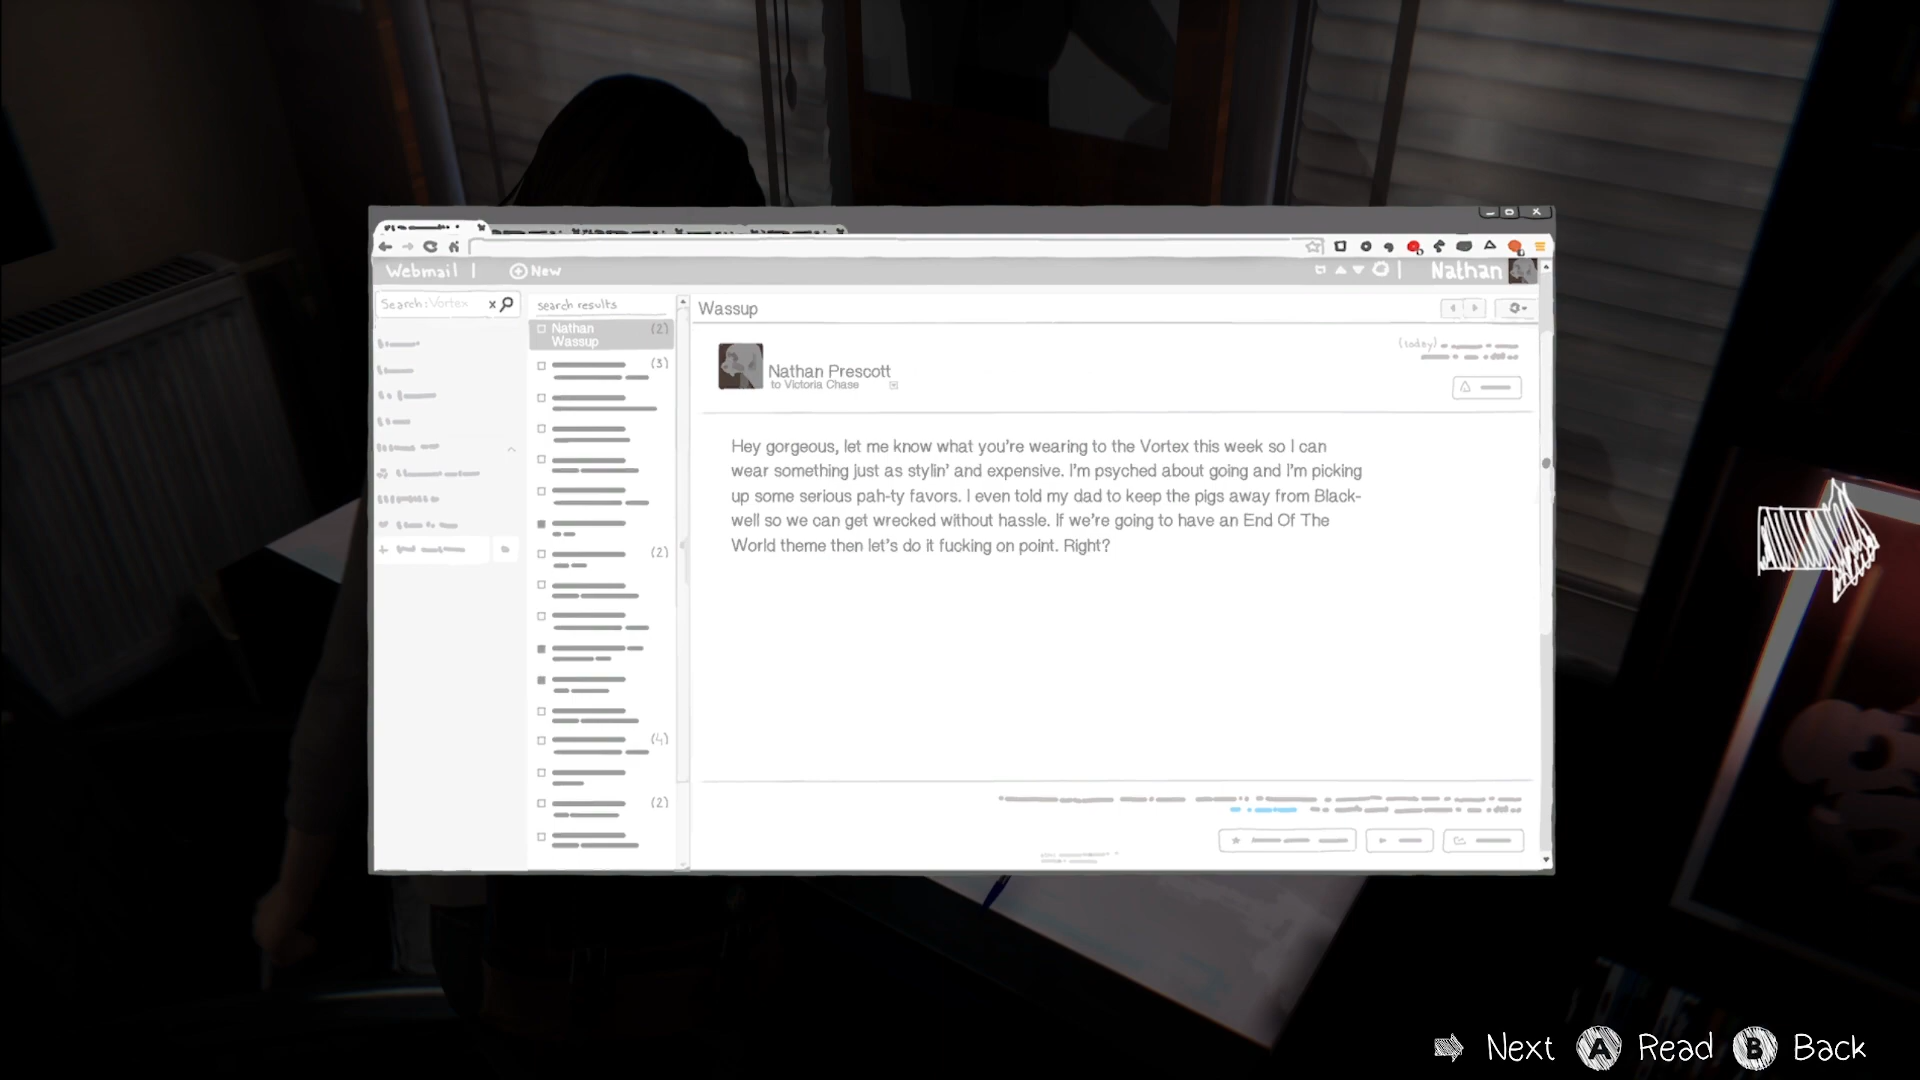 Webmail |
New
Nathan
Search: Vortex x
search results
Wassup
Nathan (2)
Wassup
(3)
(2)
(4)
(2)
Nathan Prescott
to Victoria Chase
(today)
Hey gorgeous, let me know what you're wearing to the Vortex this week so I can
wear something just as stylin' and expensive. I'm psyched about going and I'm picking
up some serious pah-ty favors. I even told my dad to keep the pigs away from Black-
well so we can get wrecked without hassle. If we're going to have an End Of The
World theme then let's do it fucking on point. Right?
Next A Read B Back